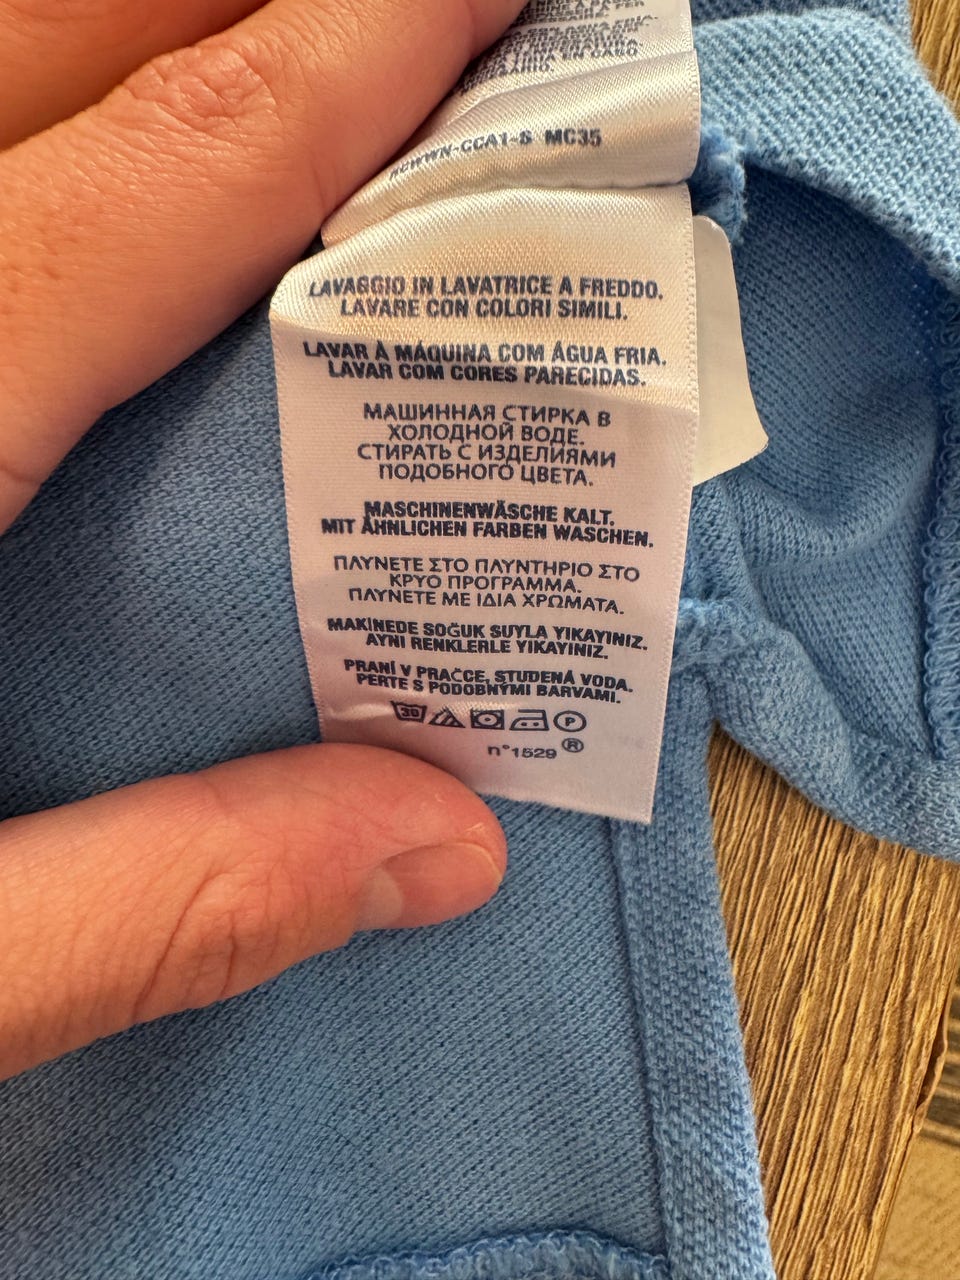 MC35
LAVAGGIO IN LAVATRICE A FREDDO.
LAVARE CON COLORI SIMILI.
LAVAR À MÁQUINA COM ÁGUA FRIA.
LAVAR COM CORES PARECIDAS.
МАШИННАЯ СТИРКА В
ХОЛОДНОЙ ВОДЕ.
СТИРАТЬ С ИЗДЕЛИЯМИ
ПОДОБНОГО ЦВЕТА.
MASCHINENWÄSCHE KALT.
MIT ÄHNLICHEN FARBEN WASCHEN.
ΠΛΥΝΕΤΕ ΣΤΟ ΠΛΥΝΤΗΡΙΟ ΣΤΟ
ΚΡΥΟ ΠΡΟΓΡΑΜΜΑ.
ΠΛΥΝΕΤΕ ΜΕ ΙΔΙΑ ΧΡΩΜΑΤΑ.
MAKİNEDE SOĞUK SUYLA YIKAYINIZ.
AYNI RENKLERLE YIKAYINIZ.
PRANÍ V PRAČCE, STUDENÁ VODA.
PERTE S PODOBNÝMI BARVAMI.
30 P
n°1529 ®